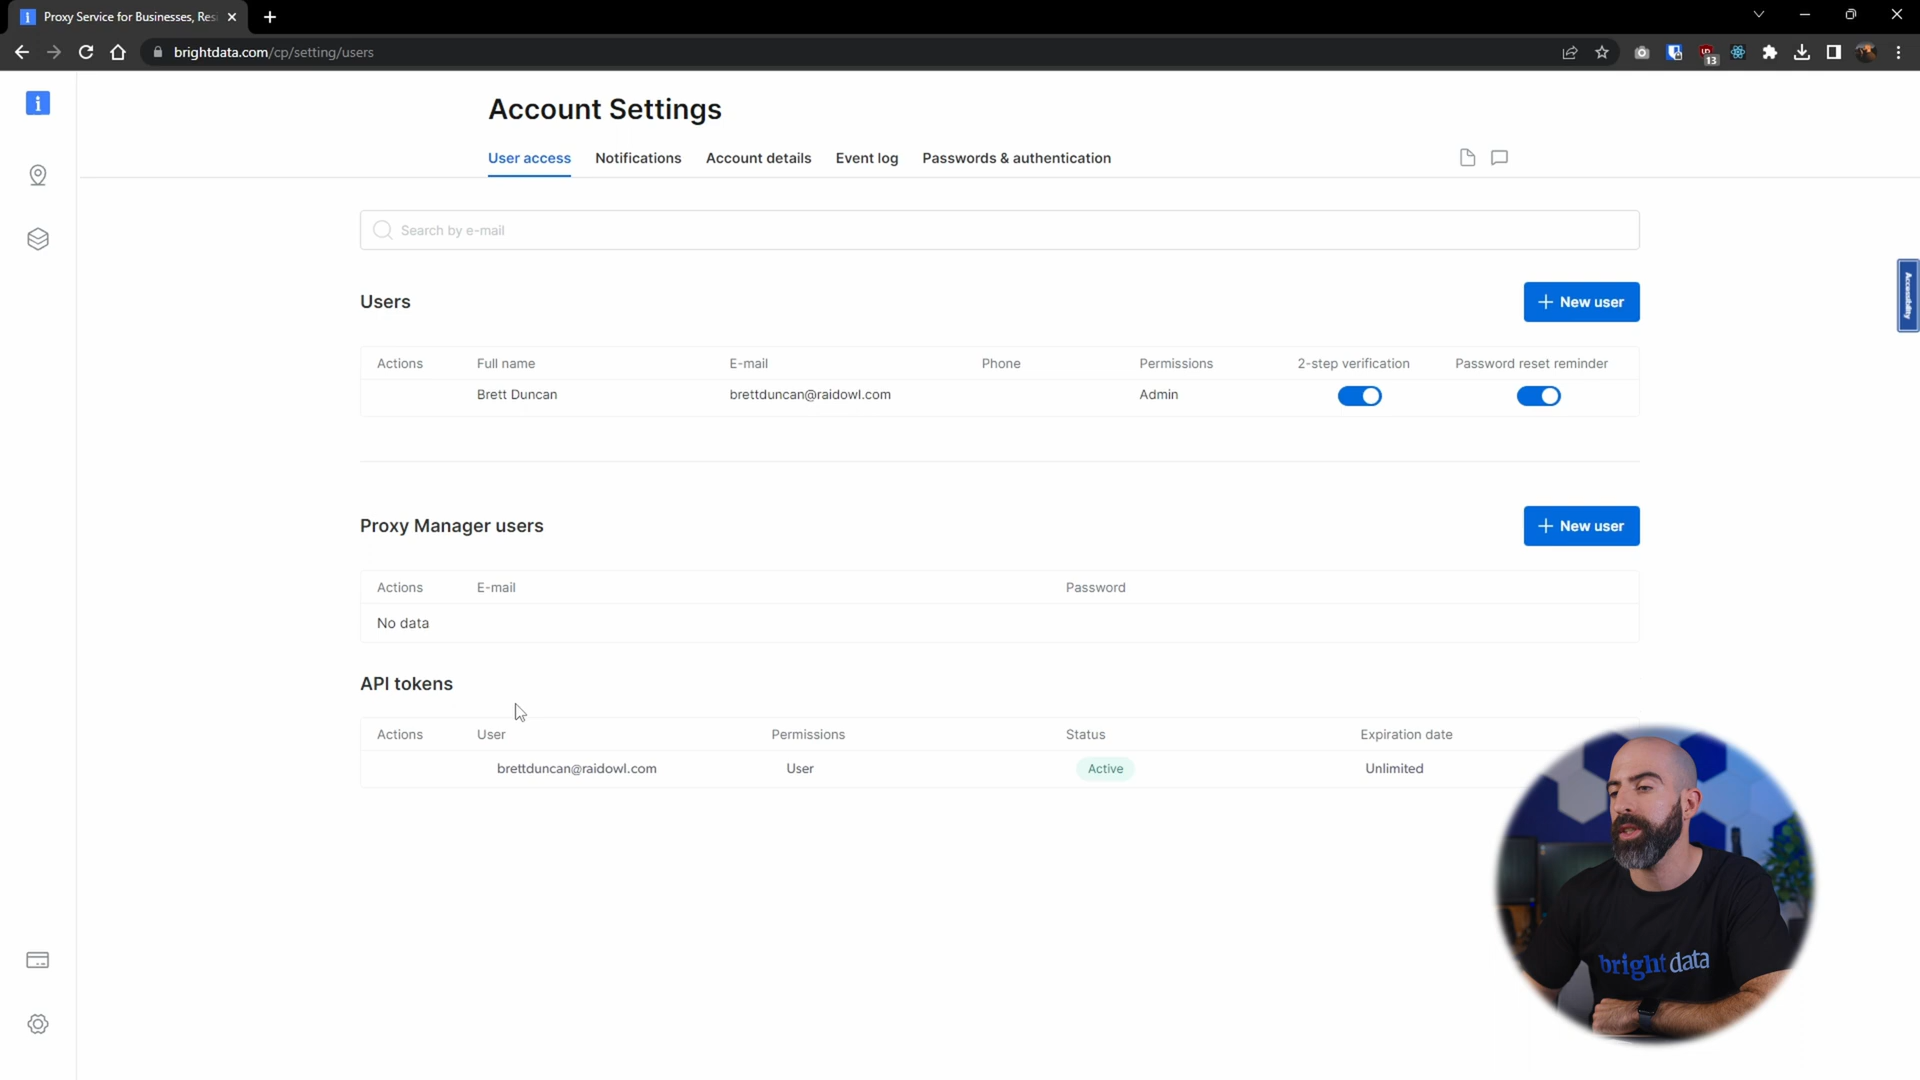 Proxy Service for Businesses, Resi
brightdata.com/cp/setting/users
13
Account Settings
User access Notifications Account details Event log Passwords & authentication
Search by e-mail
Accessibility
Users
New user
Actions Full name E-mail Phone Permissions 2-step verification Password reset reminder
Brett Duncan brettduncan@raidowl.com Admin
Proxy Manager users
New user
Actions E-mail Password
No data
API tokens
Actions User Permissions Status Expiration date
brettduncan@raidowl.com User Active Unlimited
bright data